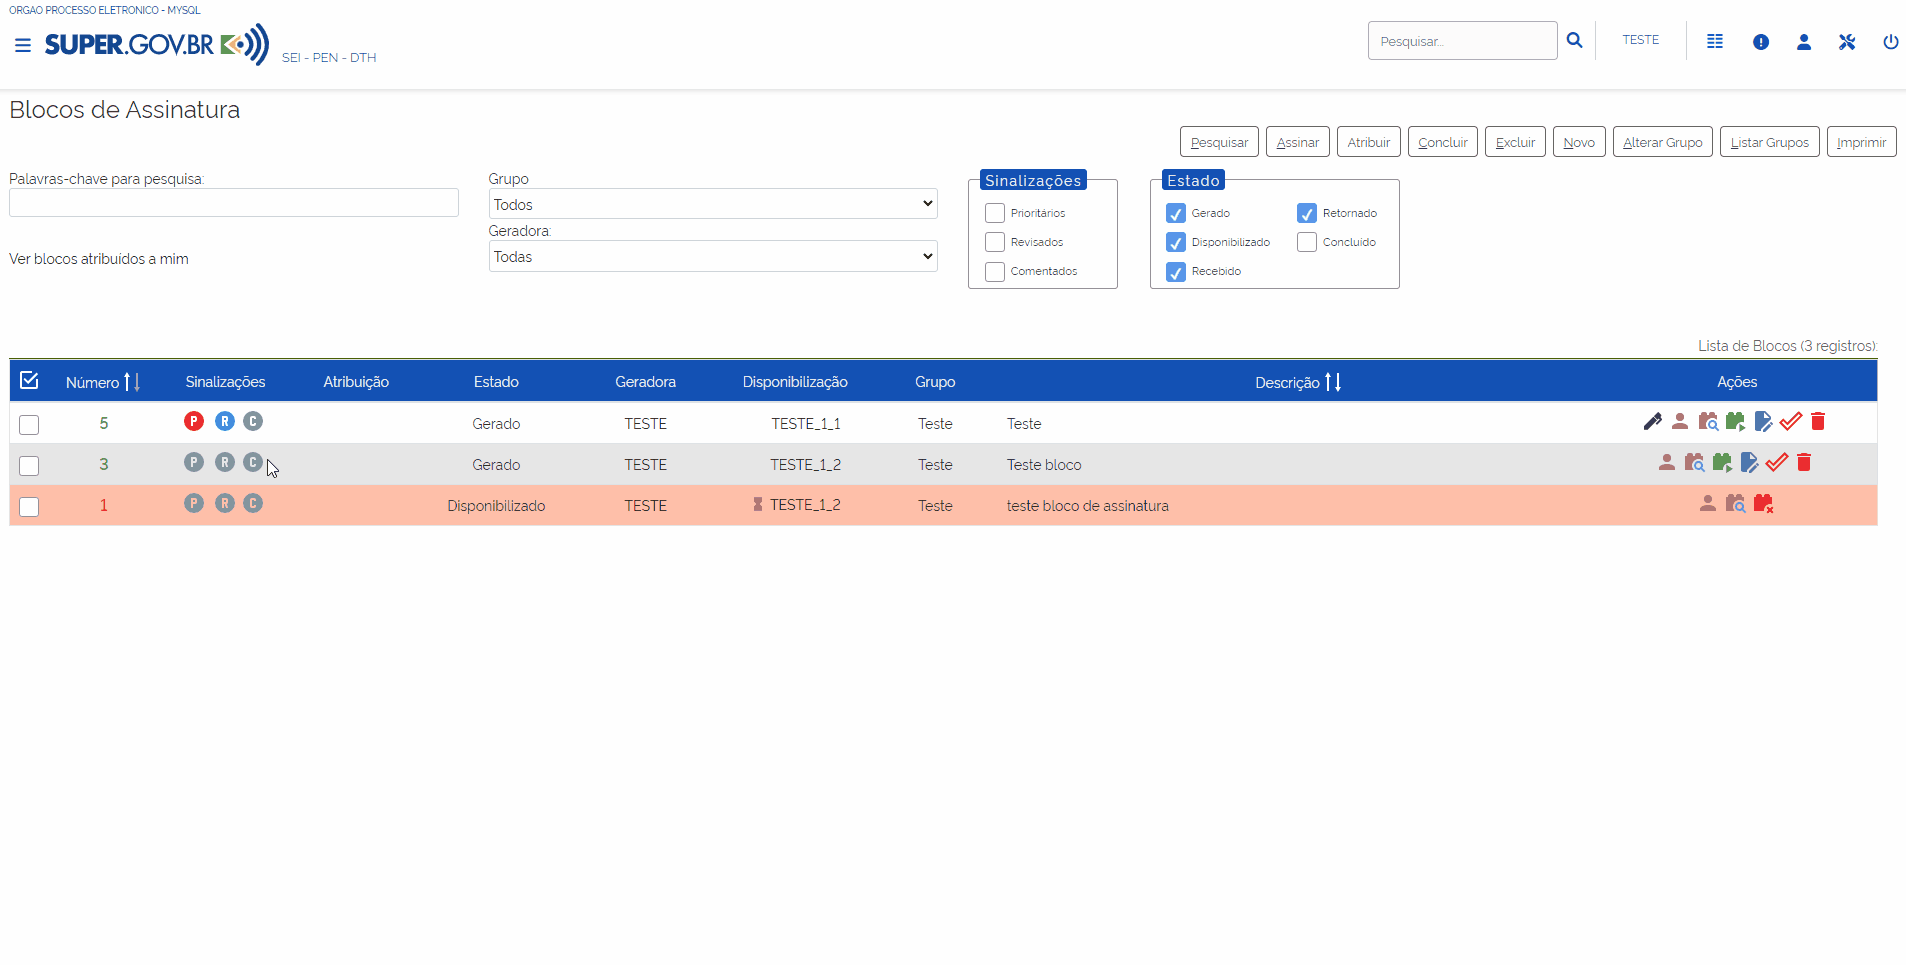 ORGAO PROCESSO ELETRONICO - MYSQL
SUPER.GOV.BR
SEI - PEN - DTH
Pesquisar...
TESTE
Blocos de Assinatura
Pesquisar Assinar Atribuir Concluir Excluir Novo Alterar Grupo Listar Grupos Imprimir
Palavras-chave para pesquisa:
Grupo
Todos
Geradora:
Todas
Ver blocos atribuídos a mim
Sinalizações
Prioritários
Revisados
Comentados
Estado
Gerado Retornado
Disponibilizado Concluído
Recebido
Lista de Blocos (3 registros):
Número Sinalizações Atribuição Estado Geradora Disponibilização Grupo Descrição Ações
5 P R C Gerado TESTE TESTE_1_1 Teste Teste
3 P R C Gerado TESTE TESTE_1_2 Teste Teste bloco
1 P R C Disponibilizado TESTE TESTE_1_2 Teste teste bloco de assinatura